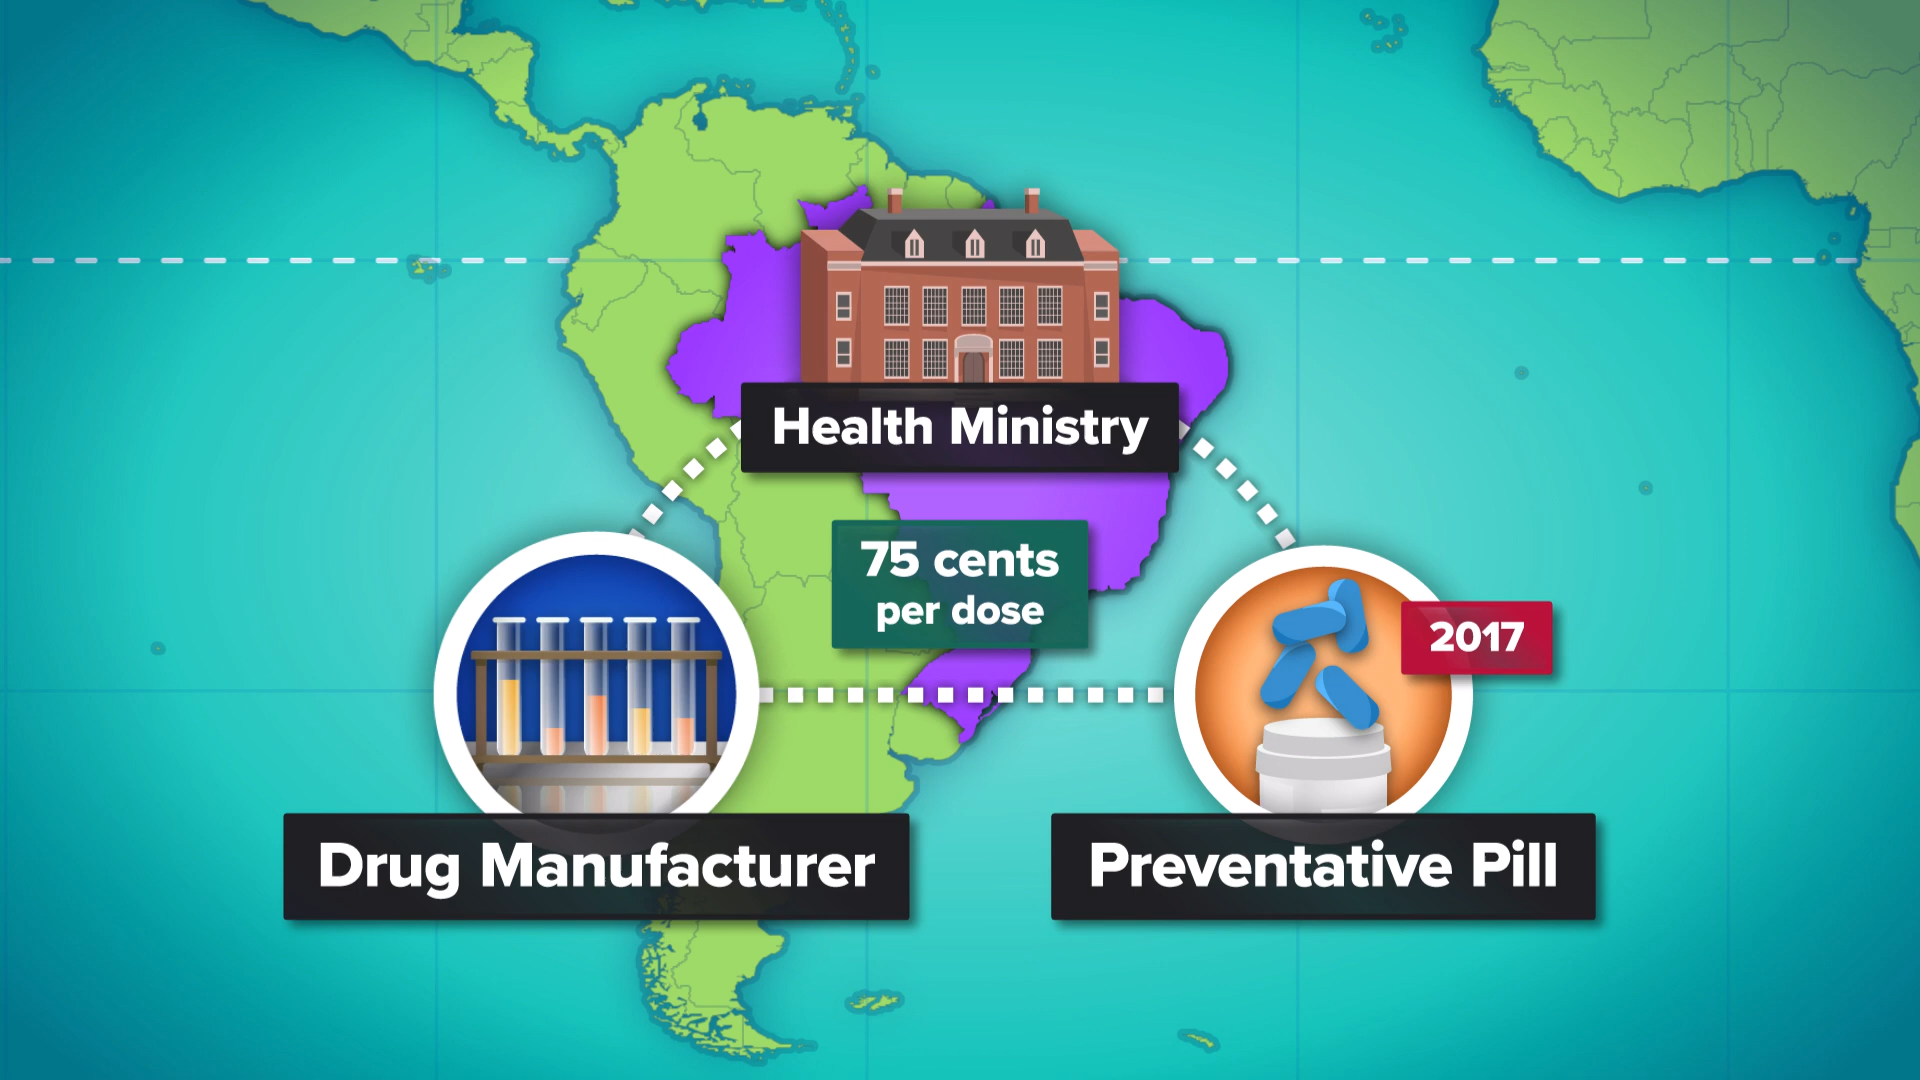 Health Ministry
75 cents
per dose
2017
Drug Manufacturer
Preventative Pill